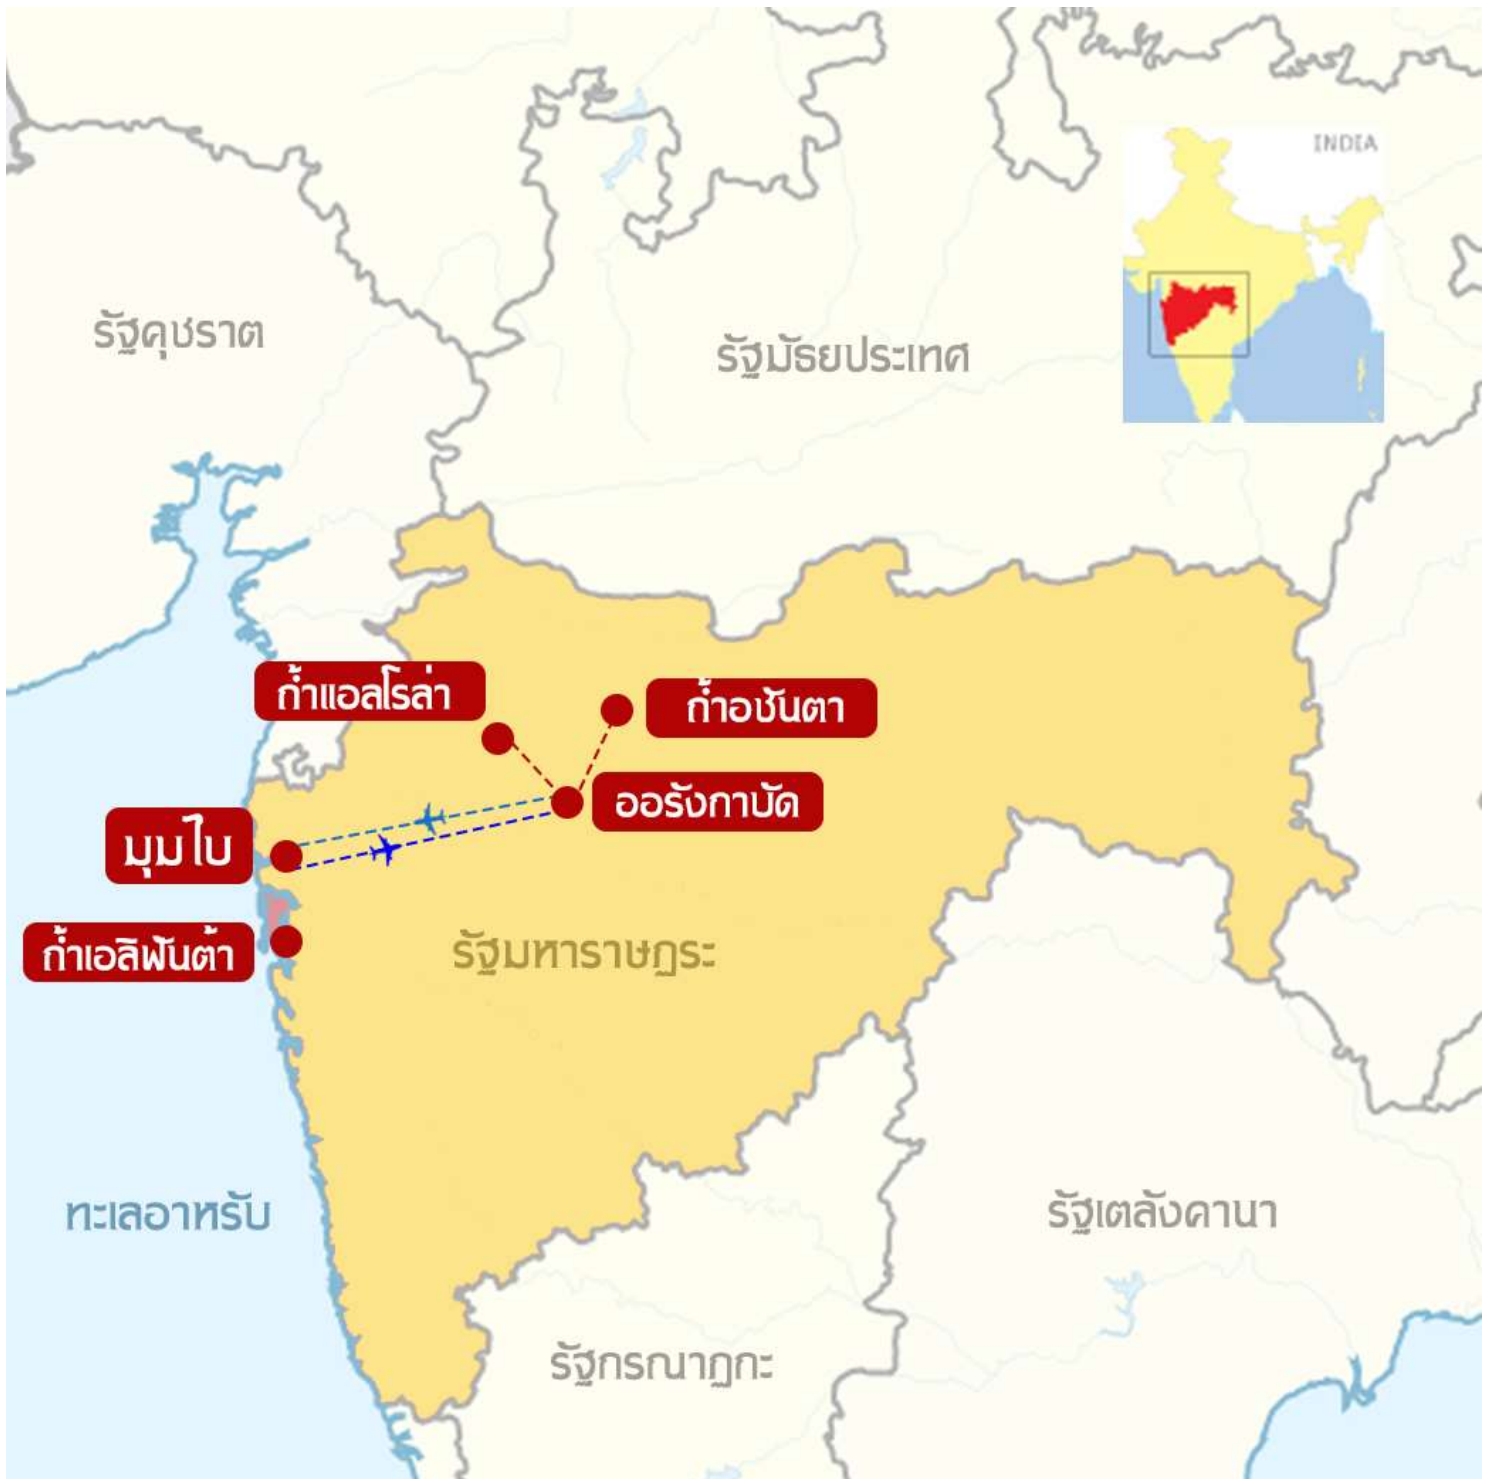 INDIA
รัฐคุชราต
รัฐมัธยประเทศ
ถ้ำแอลโรล่า
ถ้ำอชันตา
ออรังกาบัด
มุมไบ
ถ้ำเอลิฟันต้า
รัฐมหาราษฎระ
ทะเลอาหรับ
รัฐเตลังคานา
รัฐกรณาฎกะ